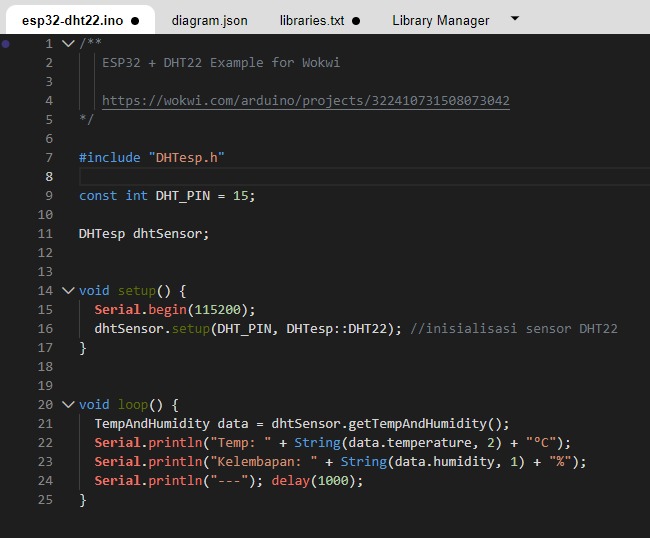 esp32-dht22.ino ● diagram.json libraries.txt ● Library Manager
1 /**
2 ESP32 + DHT22 Example for Wokwi
3
4 https://wokwi.com/arduino/projects/322410731508073042
5 */
6
7 #include "DHTesp.h"
8
9 const int DHT_PIN = 15;
10
11 DHTesp dhtSensor;
12
13
14 void setup() {
15 Serial.begin(115200);
16 dhtSensor.setup(DHT_PIN, DHTesp::DHT22); //inisialisasi sensor DHT22
17 }
18
19
20 void loop() {
21 TempAndHumidity data = dhtSensor.getTempAndHumidity();
22 Serial.println("Temp: " + String(data.temperature, 2) + "°C");
23 Serial.println("Kelembapan: " + String(data.humidity, 1) + "%");
24 Serial.println("---"); delay(1000);
25 }